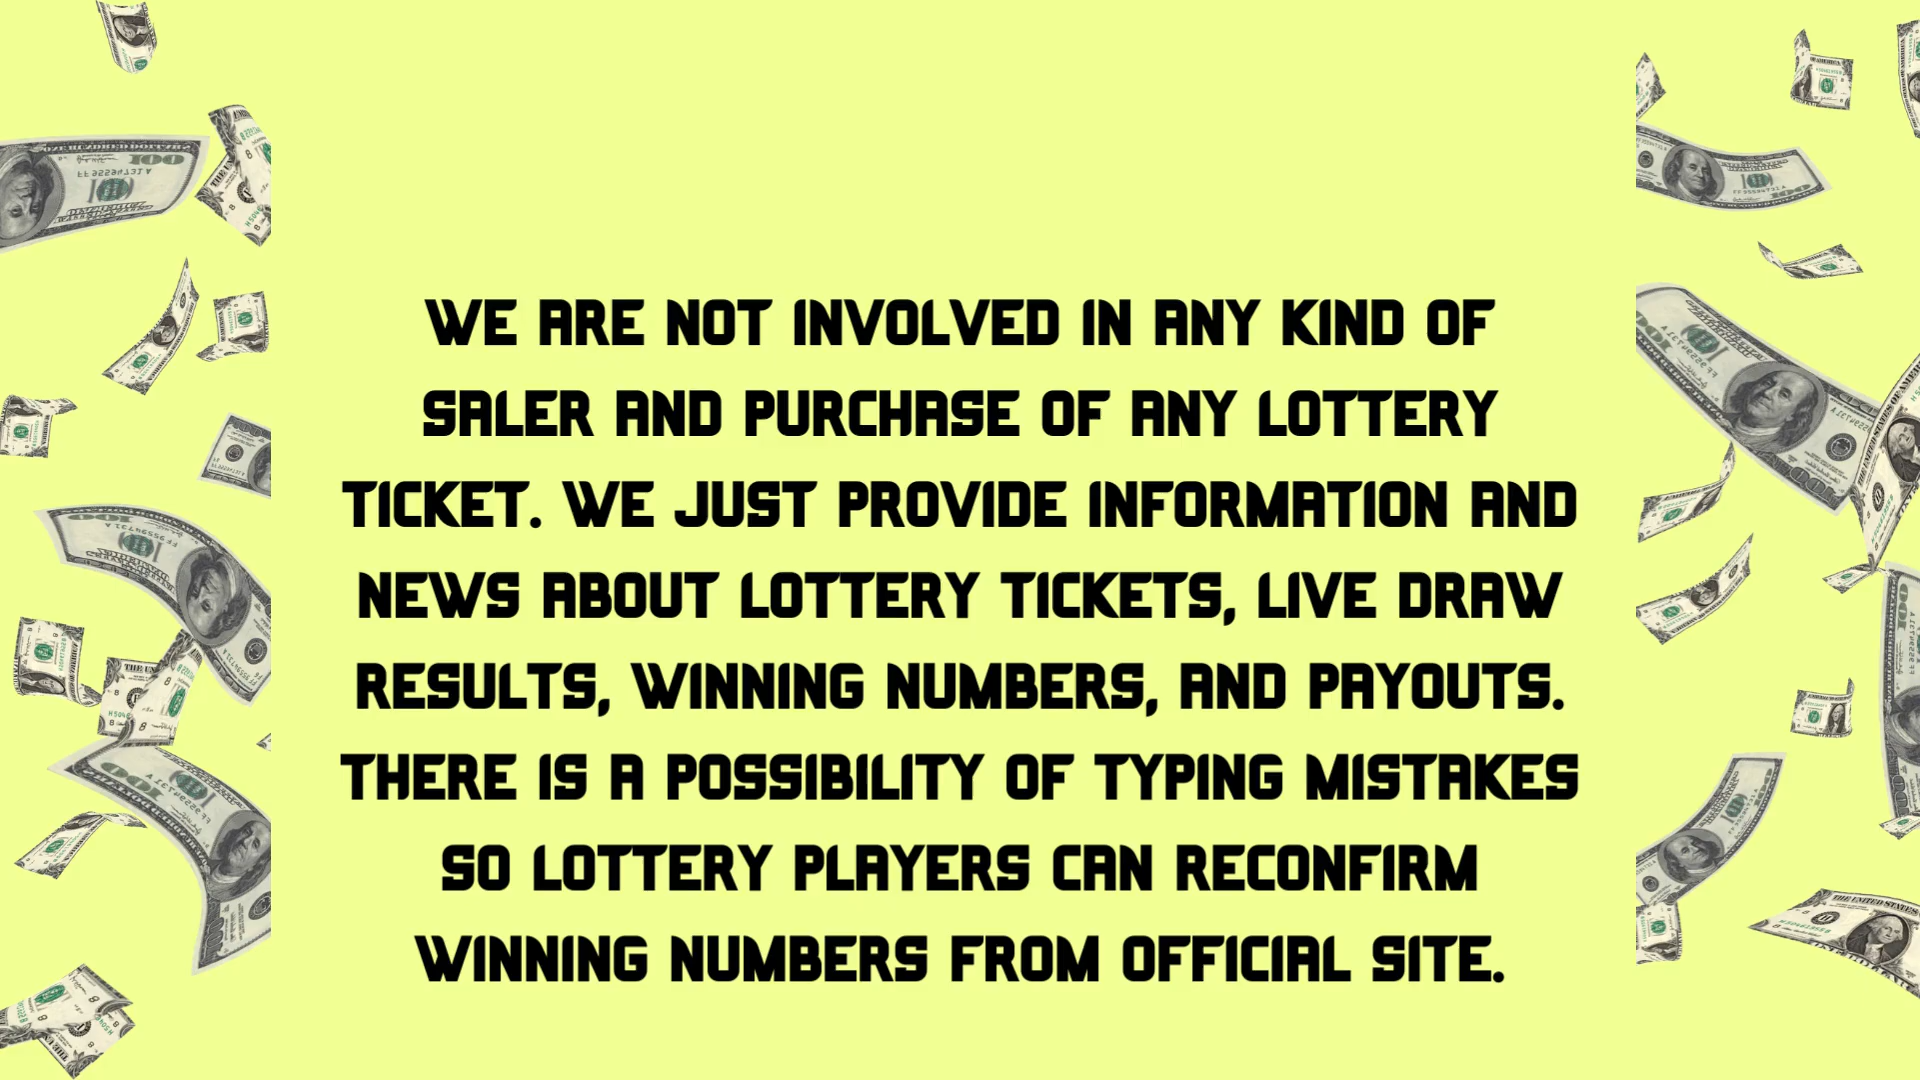 WE ARE NOT INVOLVED IN ANY KIND OF
SALER AND PURCHASE OF ANY LOTTERY
TICKET. WE JUST PROVIDE INFORMATION AND
NEWS ABOUT LOTTERY TICKETS, LIVE DRAW
RESULTS, WINNING NUMBERS, AND PAYOUTS.
THERE IS A POSSIBILITY OF TYPING MISTAKES
SO LOTTERY PLAYERS CAN RECONFIRM
WINNING NUMBERS FROM OFFICIAL SITE.